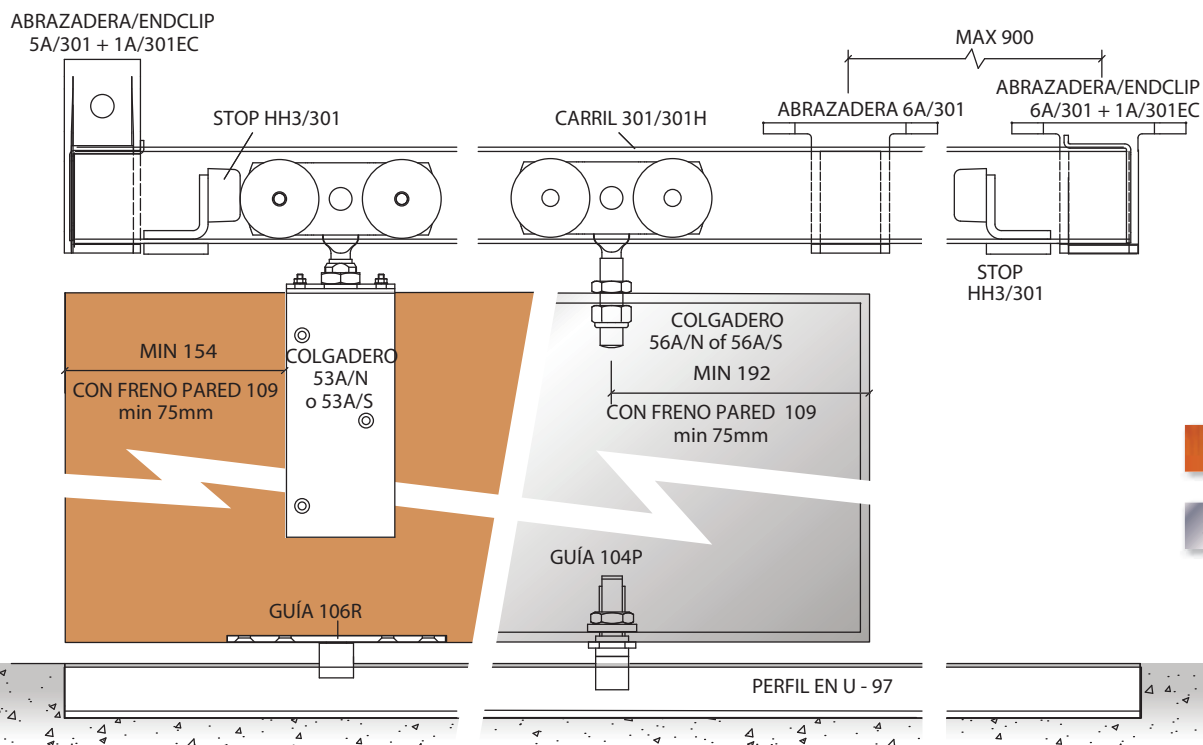 ABRAZADERA/ENDCLIP
5A/301 + 1A/301EC
MAX 900
STOP HH3/301
CARRIL 301/301H
ABRAZADERA 6A/301
ABRAZADERA/ENDCLIP
6A/301 + 1A/301EC
STOP
HH3/301
MIN 154
CON FRENO PARED 109
min 75mm
COLGADERO
53A/N
o 53A/S
COLGADERO
56A/N of 56A/S
MIN 192
CON FRENO PARED 109
min 75mm
GUÍA 104P
GUÍA 106R
PERFIL EN U - 97